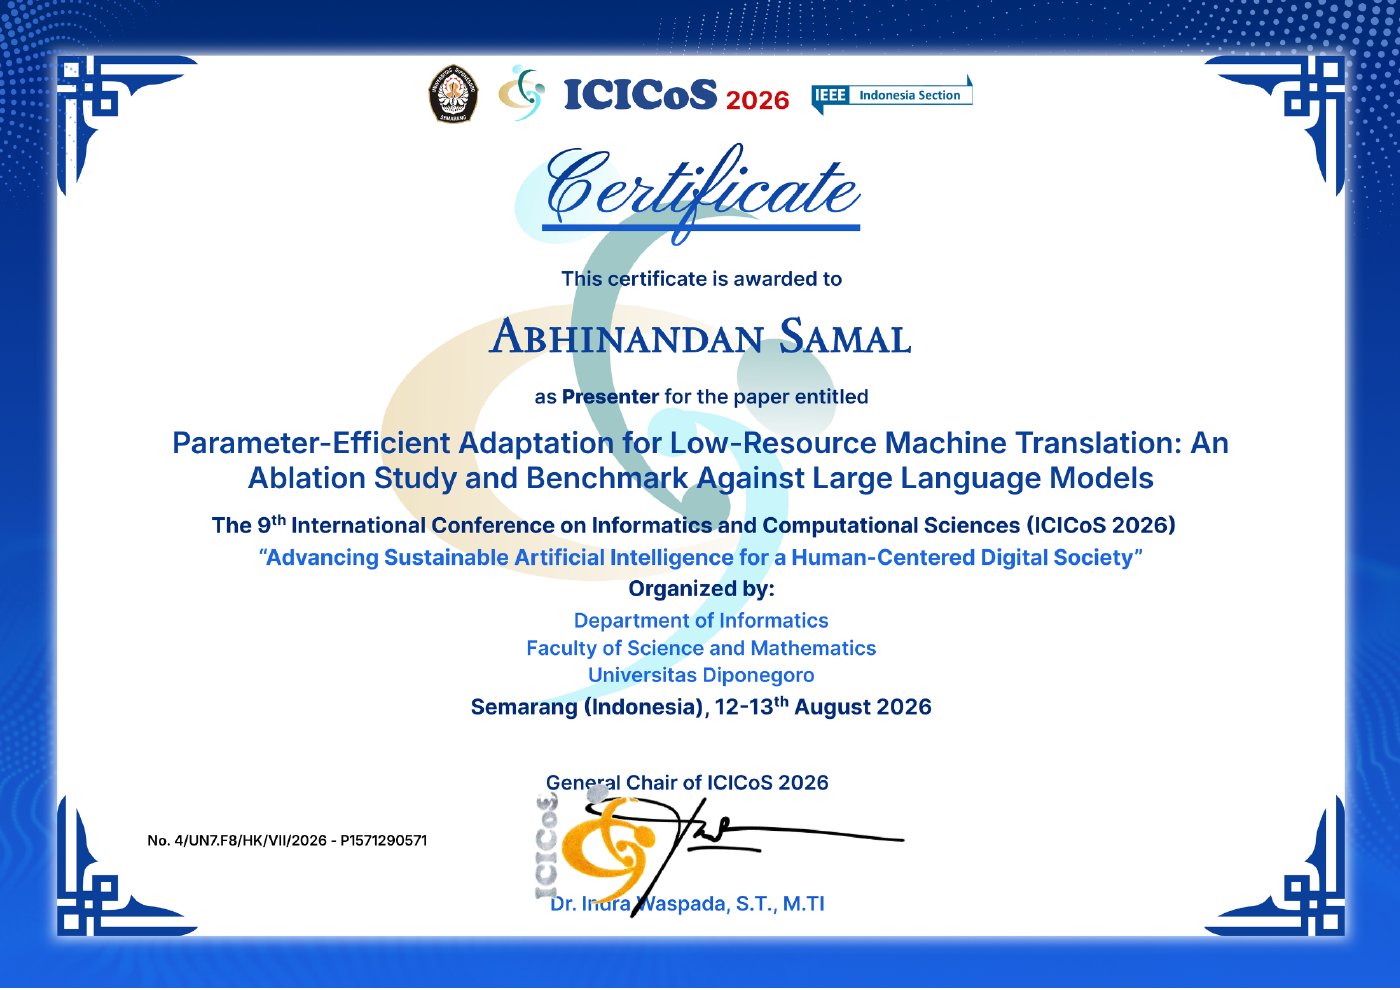 UNIVERSITAS DIPONEGORO
SEMARANG
ICICoS 2026
IEEE Indonesia Section
Certificate
This certificate is awarded to
ABHINANDAN SAMAL
as Presenter for the paper entitled
Parameter-Efficient Adaptation for Low-Resource Machine Translation: An
Ablation Study and Benchmark Against Large Language Models
The 9th International Conference on Informatics and Computational Sciences (ICICoS 2026)
“Advancing Sustainable Artificial Intelligence for a Human-Centered Digital Society”
Organized by:
Department of Informatics
Faculty of Science and Mathematics
Universitas Diponegoro
Semarang (Indonesia), 12-13th August 2026
General Chair of ICICoS 2026
ICICoS
No. 4/UN7.F8/HK/VII/2026 - P1571290571
Dr. Indra Waspada, S.T., M.TI